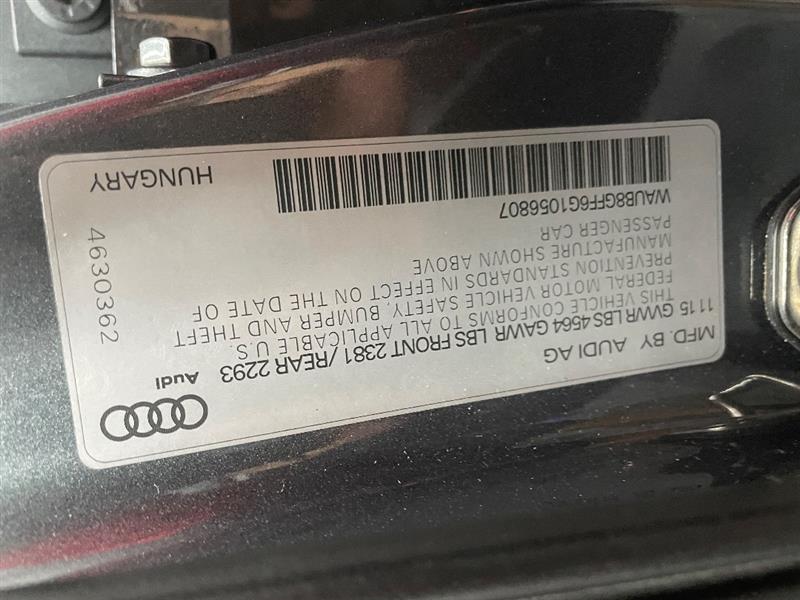 Audi
MFD. BY AUDI AG
11 15 GWVR LBS 4564 GAWR LBS FRONT 2381 / REAR 2293
THIS VEHICLE CONFORMS TO ALL APPLICABLE U.S.
FEDERAL MOTOR VEHICLE SAFETY, BUMPER AND THEFT
PREVENTION STANDARDS IN EFFECT ON THE DATE OF
MANUFACTURE SHOWN ABOVE
PASSENGER CAR
WAUB8GFF6G1056807
4630362
HUNGARY